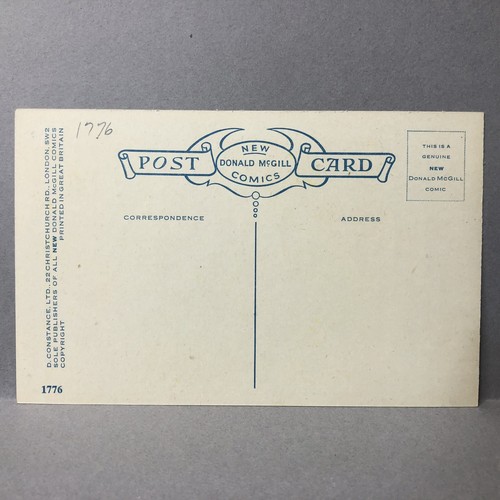 1776
NEW
POST DONALD McGILL CARD
COMICS
THIS IS A
GENUINE
NEW
DONALD McGILL
COMIC
CORRESPONDENCE
ADDRESS
D. CONSTANCE, LTD. 22 CHRISTCHURCH RD., LONDON, SW2
SOLE PUBLISHERS OF ALL NEW DONALD McGILL COMICS
COPYRIGHT PRINTED IN GREAT BRITAIN
1776